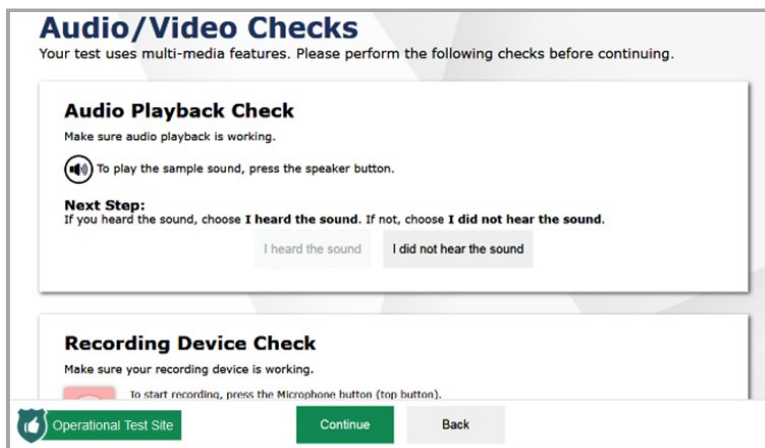 Audio/Video Checks
Your test uses multi-media features. Please perform the following checks before continuing.
Audio Playback Check
Make sure audio playback is working.
To play the sample sound, press the speaker button.
Next Step:
If you heard the sound, choose I heard the sound. If not, choose I did not hear the sound.
I heard the sound I did not hear the sound
Recording Device Check
Make sure your recording device is working.
To start recording, press the Microphone button (top button).
Operational Test Site Continue Back